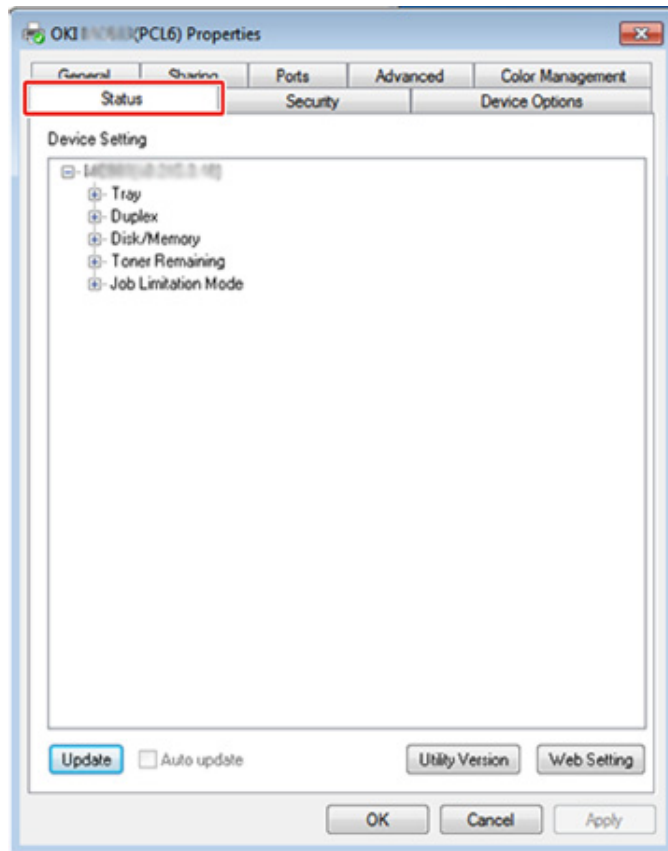 OKI (PCL6) Properties
General Sharing Ports Advanced Color Management
Status Security Device Options
Device Setting
Tray
Duplex
Disk/Memory
Toner Remaining
Job Limitation Mode
Update Auto update Utility Version Web Setting
OK Cancel Apply